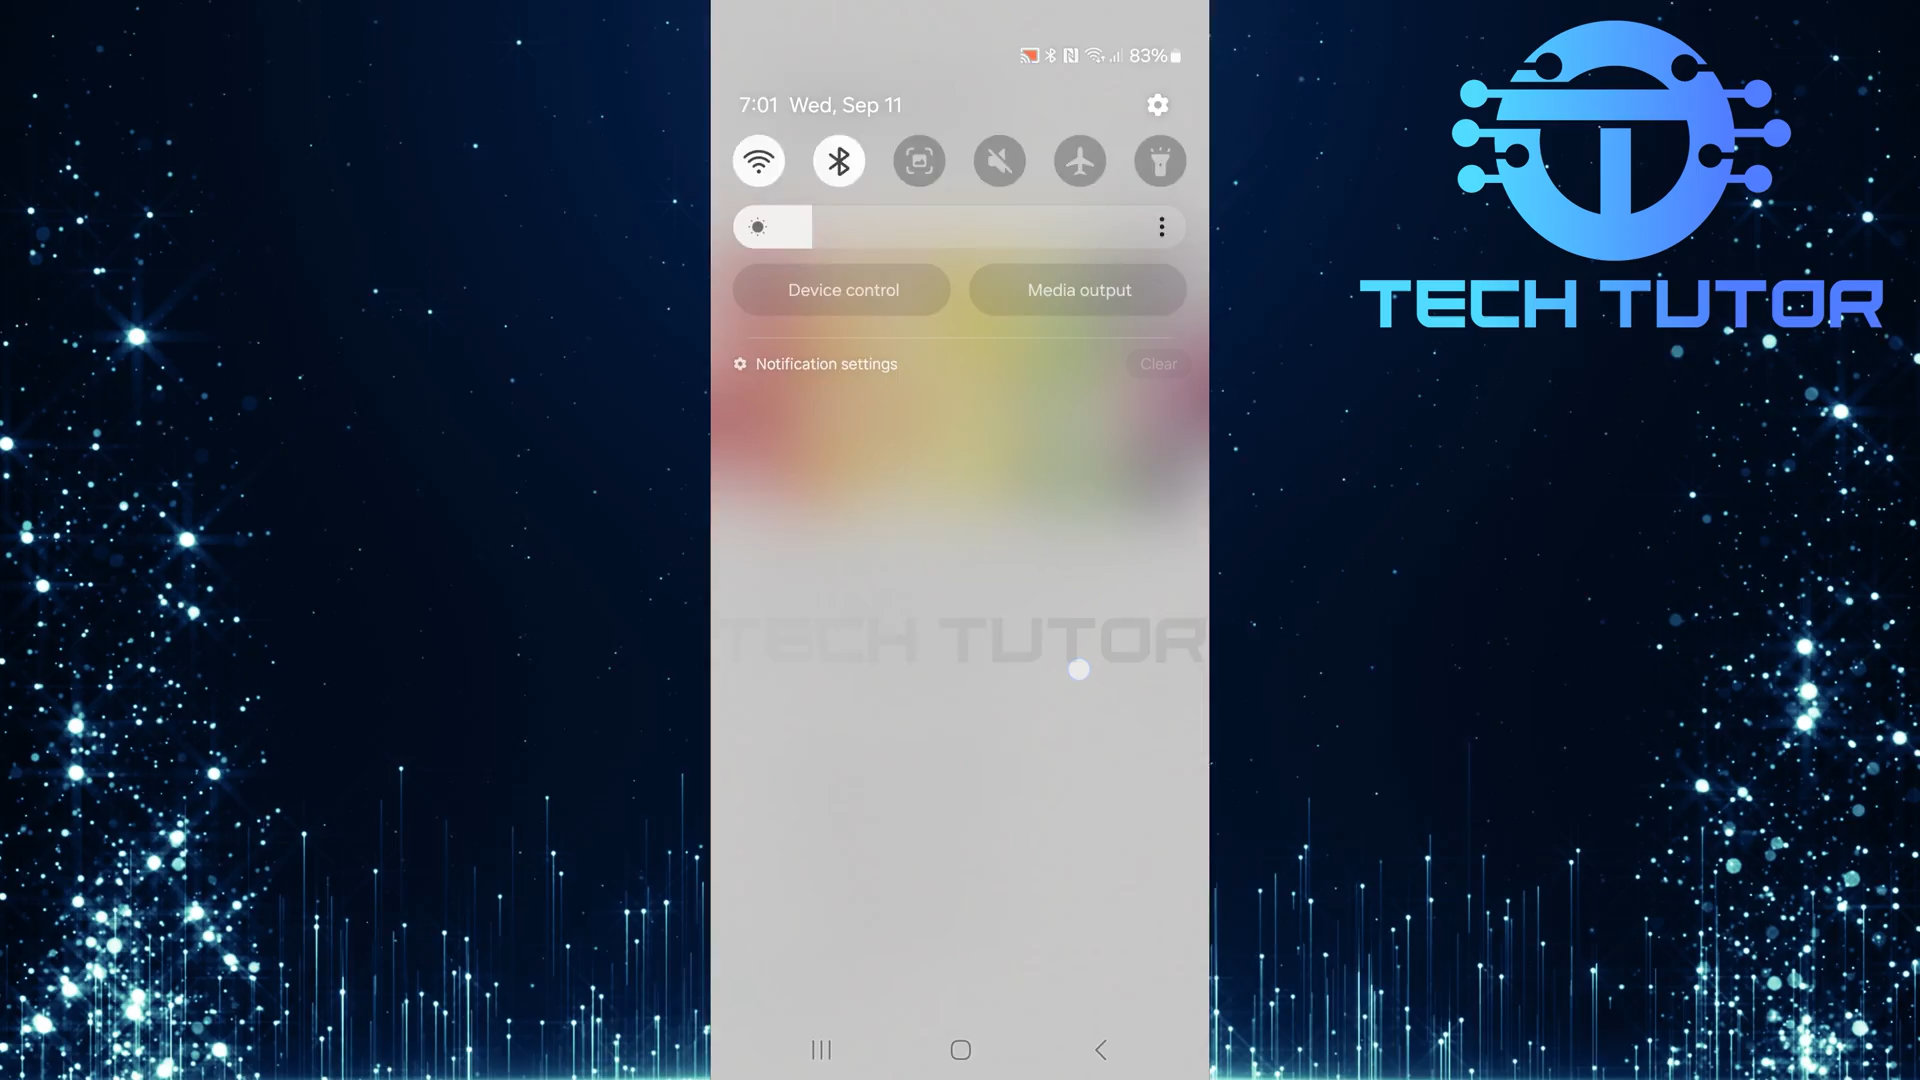 83%
7:01 Wed, Sep 11
TECH TUTOR
Device control
Media output
Notification settings
Clear
TECH TUTOR